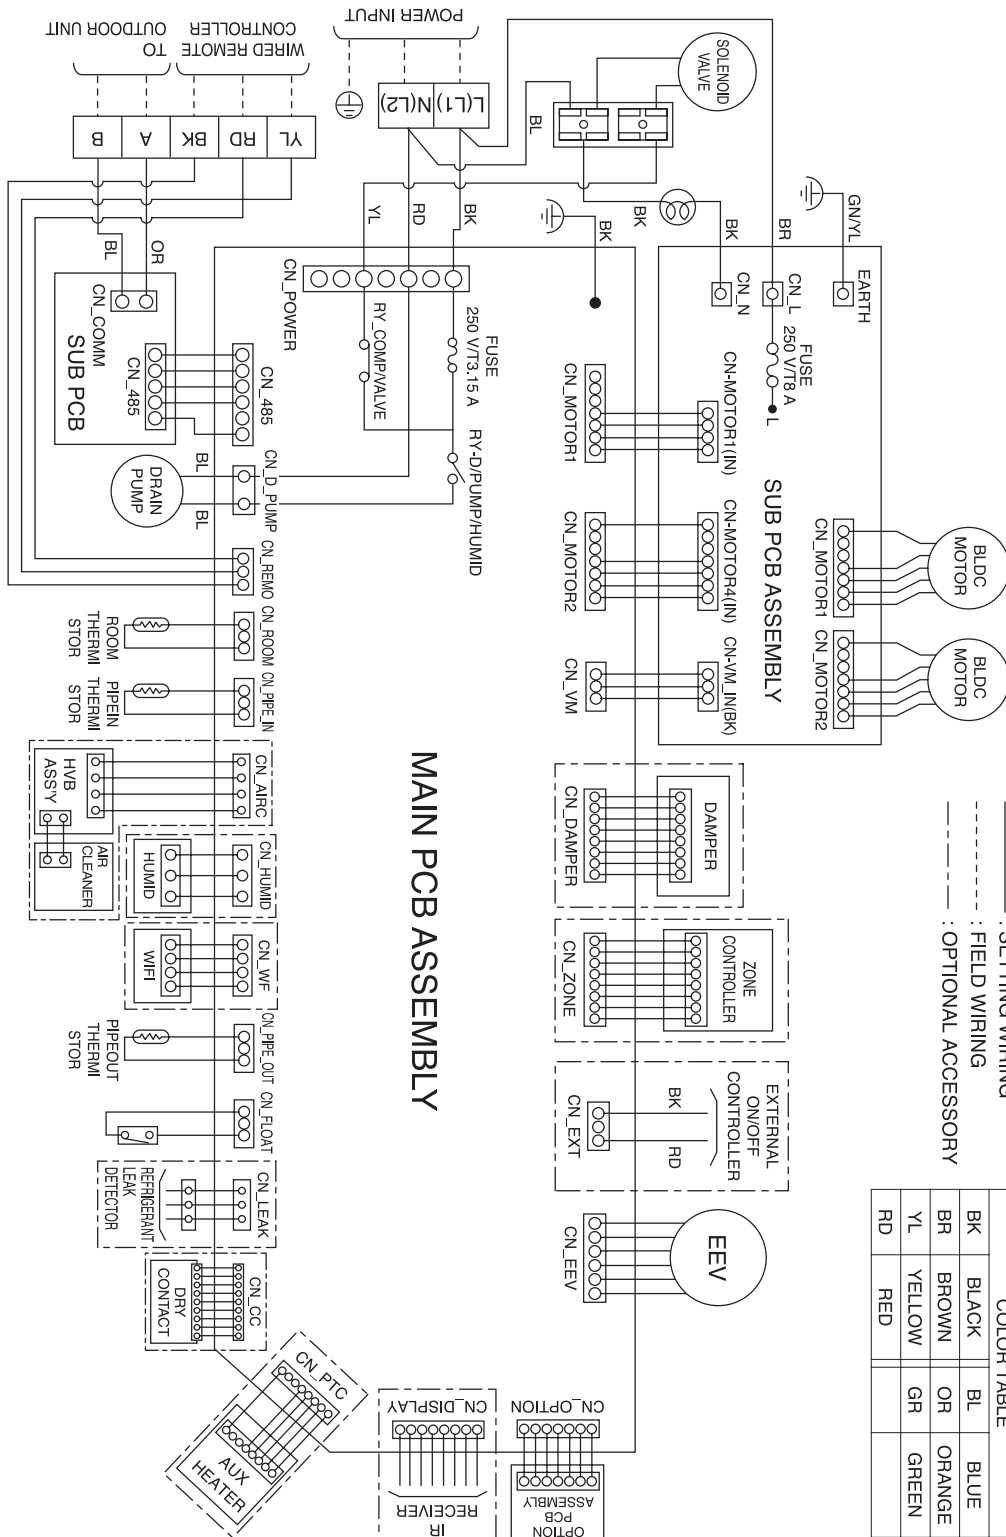 POWER INPUT
WIRED REMOTE
CONTROLLER
TO
OUTDOOR UNIT
L(L1)
N(L2)
YL
RD
BK
A
B
SOLENOID
VALVE
BL
BK
BK
BR
GN/YL
BK
YL
RD
BK
OR
BL
CN_COMM
SUB PCB
CN_485
CN_485
CN_POWER
FUSE
250 V/T3.15 A
RY_COMP/VALVE
RY-D/PUMP/HUMID
DRAIN
PUMP
BL
BL
CN_D_PUMP
CN_REMO
CN_ROOM
ROOM
THERMI
STOR
CN_PIPE_IN
PIPEIN
THERMI
STOR
CN_AIRC
HVB
ASS'Y
AIR
CLEANER
CN_HUMID
HUMID
CN_WF
WIFI
CN_PIPE_OUT
PIPEOUT
THERMI
STOR
CN_FLOAT
CN_LEAK
REFRIGERANT
LEAK
DETECTOR
CN_CC
DRY
CONTACT
CN_PTC
AUX
HEATER
CN_DISPLAY
IR
RECEIVER
CN_OPTION
OPTION
PCB
ASSEMBLY
MAIN PCB ASSEMBLY
EARTH
CN_L
CN_N
FUSE
250 V/T8 A
L
SUB PCB ASSEMBLY
CN-MOTOR1(IN)
CN_MOTOR1
CN-MOTOR4(IN)
CN_MOTOR2
CN-VM_IN(BK)
CN_VM
CN_MOTOR1
BLDC
MOTOR
CN_MOTOR2
BLDC
MOTOR
DAMPER
CN_DAMPER
ZONE
CONTROLLER
CN_ZONE
EXTERNAL
ON/OFF
CONTROLLER
BK
RD
CN_EXT
EEV
CN_EEV
: FIELD WIRING
: OPTIONAL ACCESSORY
COLOR TABLE
BK BLACK BL BLUE
BR BROWN OR ORANGE
YL YELLOW GR GREEN
RD RED